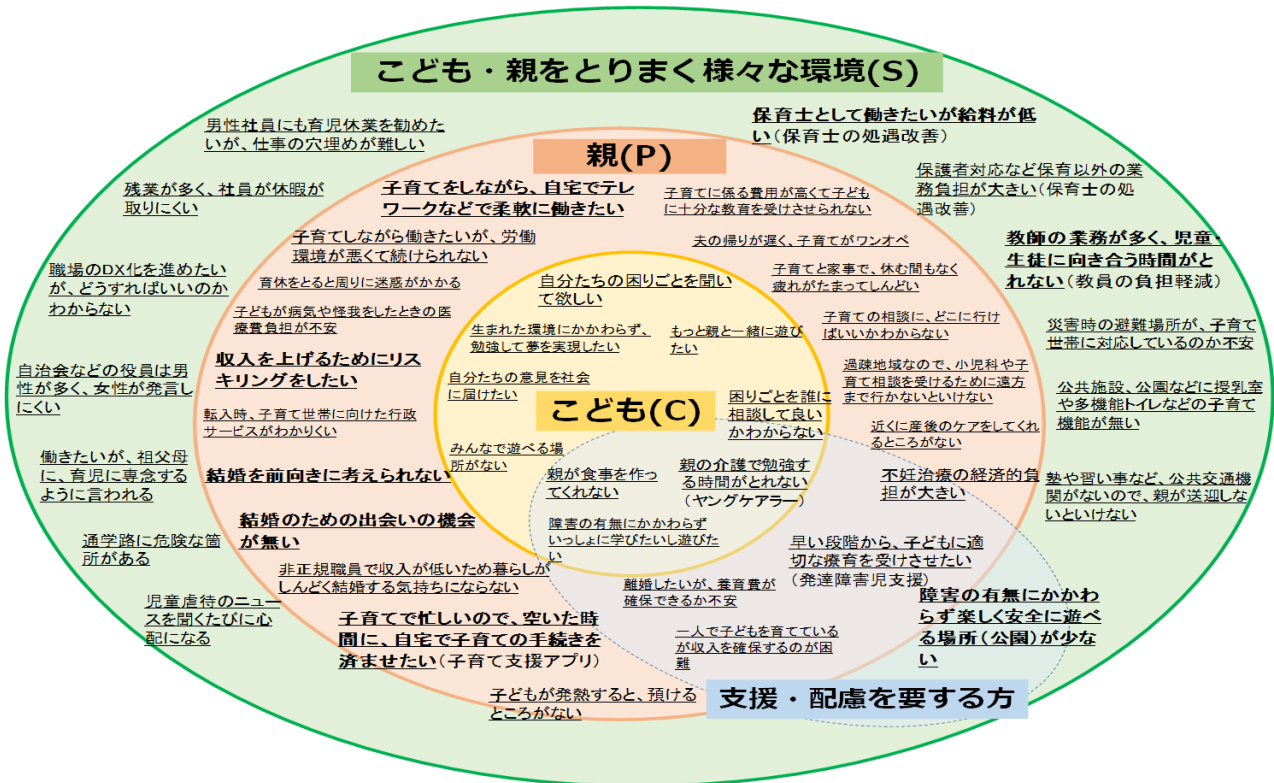 こども・親をとりまく様々な環境(S)
男性社員にも育児休業を勧めた
いが、仕事の穴埋めが難しい
残業が多く、社員が休暇が
取りにくい
職場のDX化を進めたい
が、どうすればいいのか
わからない
自治会などの役員は男
性が多く、女性が発言し
にくい
働きたいが、祖父母
に、育児に専念する
ように言われる
通学路に危険な箇
所がある
児童虐待のニュー
スを聞くたびに心
配になる
保育士として働きたいが給料が低
い(保育士の処遇改善)
保護者対応など保育以外の業
務負担が大きい(保育士の処
遇改善)
教師の業務が多く、児童・
生徒に向き合う時間がと
れない(教員の負担軽減)
災害時の避難場所が、子育て
世帯に対応しているのか不安
公共施設、公園などに授乳室
や多機能トイレなどの子育て
機能が無い
塾や習い事など、公共交通機
関がないので、親が送迎しな
いといけない
親(P)
子育てをしながら、自宅でテレ
ワークなどで柔軟に働きたい
子育てしながら働きたいが、労働
環境が悪くて続けられない
育休をとると周りに迷惑がかかる
子どもが病気や怪我をしたときの医
療費負担が不安
収入を上げるためにリス
キリングをしたい
転入時、子育て世帯に向けた行政
サービスがわかりくい
結婚を前向きに考えられない
結婚のための出会いの機会
が無い
非正規職員で収入が低いため暮らしが
しんどく結婚する気持ちにならない
子育てで忙しいので、空いた時
間に、自宅で子育ての手続きを
済ませたい(子育て支援アプリ)
子どもが発熱すると、預ける
ところがない
子育てに係る費用が高くて子ども
に十分な教育を受けさせられない
夫の帰りが遅く、子育てがワンオペ
子育てと家事で、休む間もなく
疲れがたまってしんどい
子育ての相談に、どこに行け
ばいいかわからない
過疎地域なので、小児科や子
育て相談を受けるために遠方
まで行かないといけない
近くに産後のケアをしてくれ
るところがない
不妊治療の経済的負
担が大きい
こども(C)
自分たちの困りごとを聞い
て欲しい
生まれた環境にかかわらず、
勉強して夢を実現したい
もっと親と一緒に遊び
たい
自分たちの意見を社会
に届けたい
困りごとを誰に
相談して良い
かわからない
みんなで遊べる場
所がない
親が食事を作っ
てくれない
親の介護で勉強す
る時間がとれない
(ヤングケアラー)
障害の有無にかかわらず
いっしょに学びたいし遊びた
い
早い段階から、子どもに適
切な療育を受けさせたい
(発達障害児支援)
離婚したいが、養育費が
確保できるか不安
一人で子どもを育てている
が収入を確保するのが困
難
障害の有無にかかわ
らず楽しく安全に遊べ
る場所(公園)が少な
い
支援・配慮を要する方